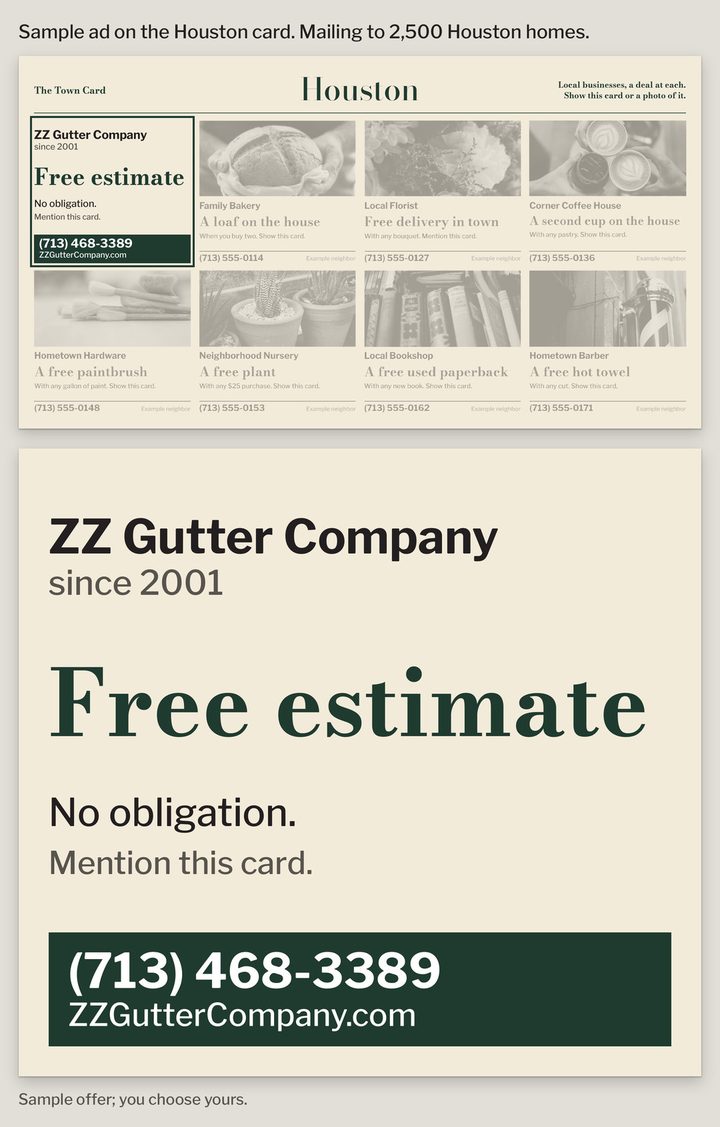 Sample ad on the Houston card. Mailing to 2,500 Houston homes.
The Town Card
Houston
Local businesses, a deal at each.
Show this card or a photo of it.
ZZ Gutter Company
since 2001
Free estimate
No obligation.
Mention this card.
(713) 468-3389
ZZGutterCompany.com
Family Bakery
A loaf on the house
When you buy two. Show this card.
(713) 555-0114
Example neighbor
Local Florist
Free delivery in town
With any bouquet. Mention this card.
(713) 555-0127
Example neighbor
Corner Coffee House
A second cup on the house
With any pastry. Show this card.
(713) 555-0136
Example neighbor
Hometown Hardware
A free paintbrush
With any gallon of paint. Show this card.
(713) 555-0148
Example neighbor
Neighborhood Nursery
A free plant
With any $25 purchase. Show this card.
(713) 555-0153
Example neighbor
Local Bookshop
A free used paperback
With any new book. Show this card.
(713) 555-0162
Example neighbor
Hometown Barber
A free hot towel
With any cut. Show this card.
(713) 555-0171
Example neighbor
ZZ Gutter Company
since 2001
Free estimate
No obligation.
Mention this card.
(713) 468-3389
ZZGutterCompany.com
Sample offer; you choose yours.